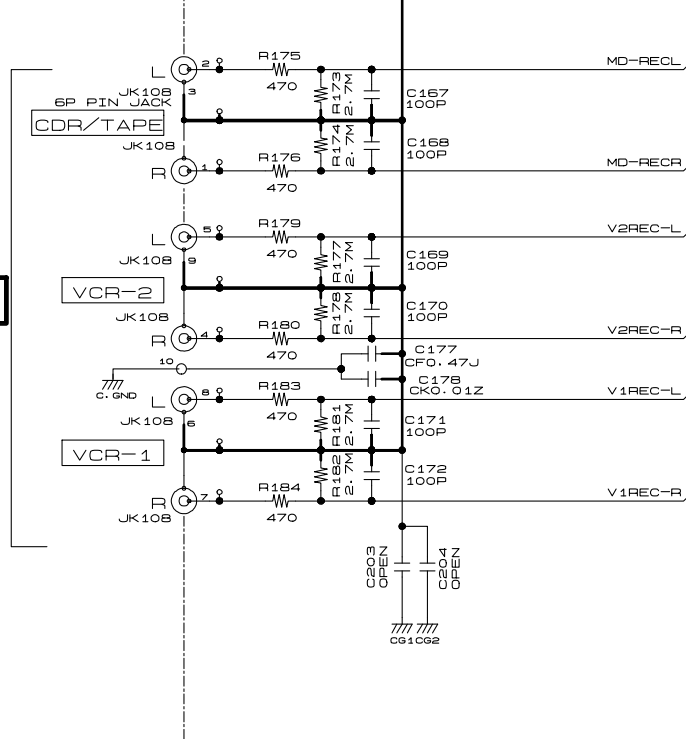 MD-RECL
2
R175
L
470
R173
2.7M
C167
100P
3
JK108
6P PIN JACK
CDR/TAPE
R174
2.7M
C168
100P
JK108
R176
MD-RECR
1
R
470
R179
V2REC-L
5
L
470
R177
2.7M
C169
100P
JK108
9
VCR-2
R178
2.7M
C170
100P
JK108
R180
V2REC-R
4
R
470
C177
CF0.47J
10
C.GND
C178
CK0.01Z
R183
V1REC-L
8
L
470
R181
2.7M
C171
100P
JK108
6
VCR-1
R182
2.7M
C172
100P
R184
V1REC-R
7
R
470
JK108
C203
OPEN
C204
OPEN
CG1
CG2